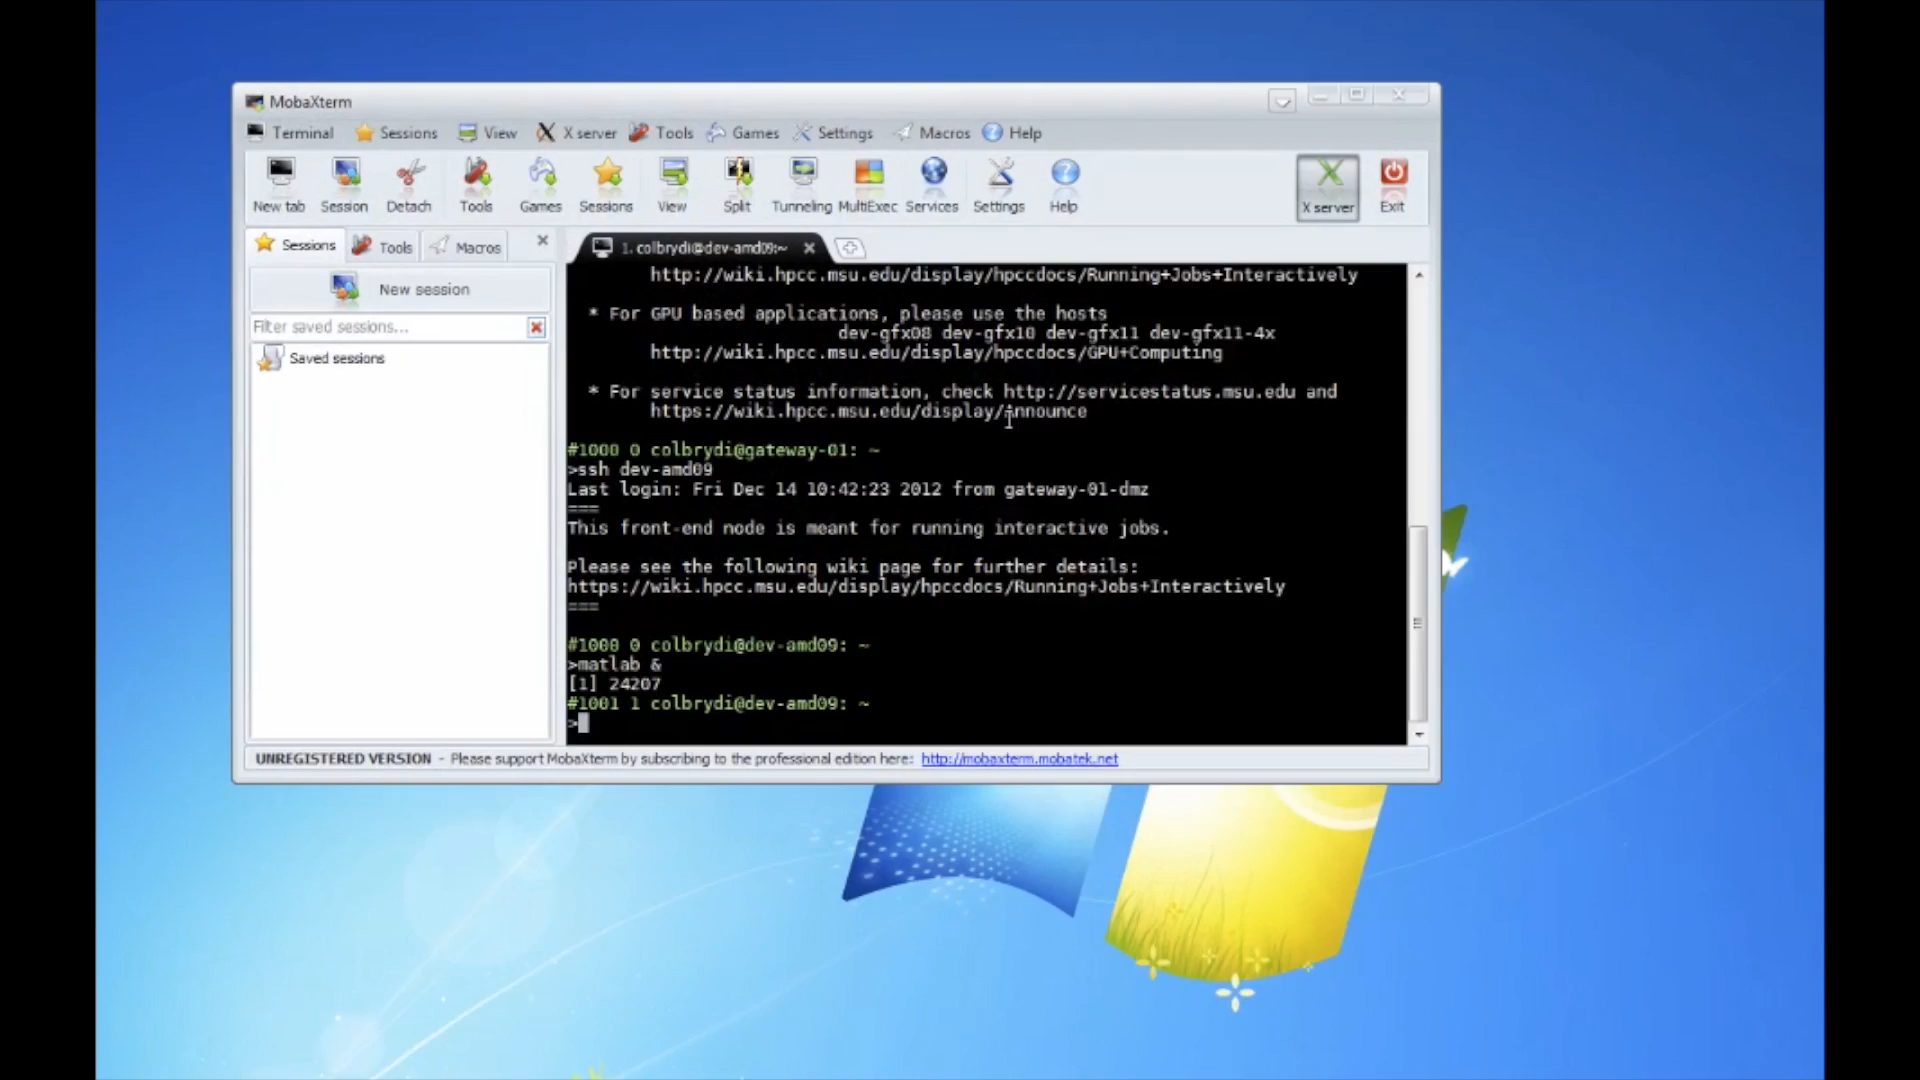 MobaXterm
Terminal Sessions View X server Tools Games Settings Macros Help
New tab Session Detach Tools Games Sessions View Split Tunneling MultiExec Services Settings Help X server Exit
Sessions Tools Macros
1. colbrydi@dev-amd09:~
New session
Filter saved sessions...
Saved sessions
http://wiki.hpcc.msu.edu/display/hpccdocs/Running+Jobs+Interactively
* For GPU based applications, please use the hosts
dev-gfx08 dev-gfx10 dev-gfx11 dev-gfx11-4x
http://wiki.hpcc.msu.edu/display/hpccdocs/GPU+Computing
* For service status information, check http://servicestatus.msu.edu and
https://wiki.hpcc.msu.edu/display/announce
#1000 0 colbrydi@gateway-01: ~
>ssh dev-amd09
Last login: Fri Dec 14 10:42:23 2012 from gateway-01-dmz
===
This front-end node is meant for running interactive jobs.
Please see the following wiki page for further details:
https://wiki.hpcc.msu.edu/display/hpccdocs/Running+Jobs+Interactively
===
#1000 0 colbrydi@dev-amd09: ~
>matlab &
[1] 24207
#1001 1 colbrydi@dev-amd09: ~
>
UNREGISTERED VERSION - Please support MobaXterm by subscribing to the professional edition here: http://mobaxterm.mobatek.net